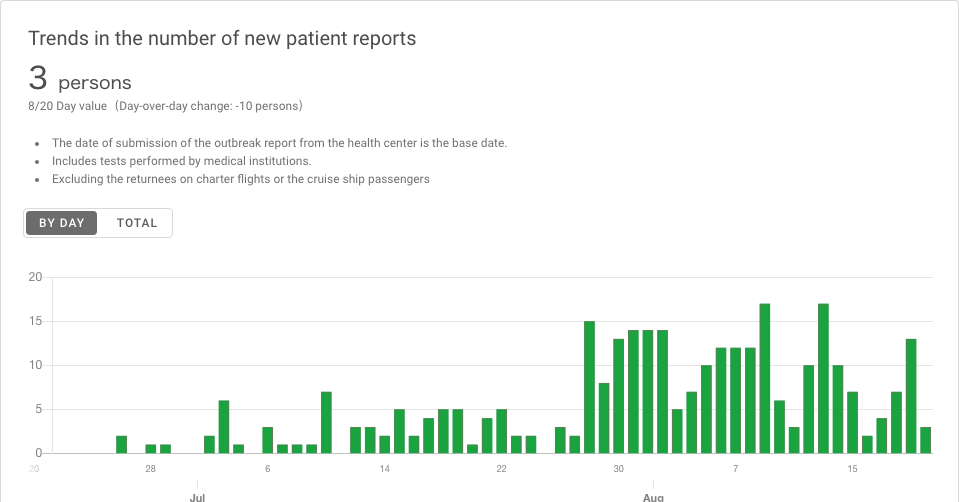 Trends in the number of new patient reports
3 persons
8/20 Day value（Day-over-day change: -10 persons）
The date of submission of the outbreak report from the health center is the base date.
Includes tests performed by medical institutions.
Excluding the returnees on charter flights or the cruise ship passengers
BY DAY TOTAL
20
15
10
5
0
20 28 6 14 22 30 7 15
Jul Aug